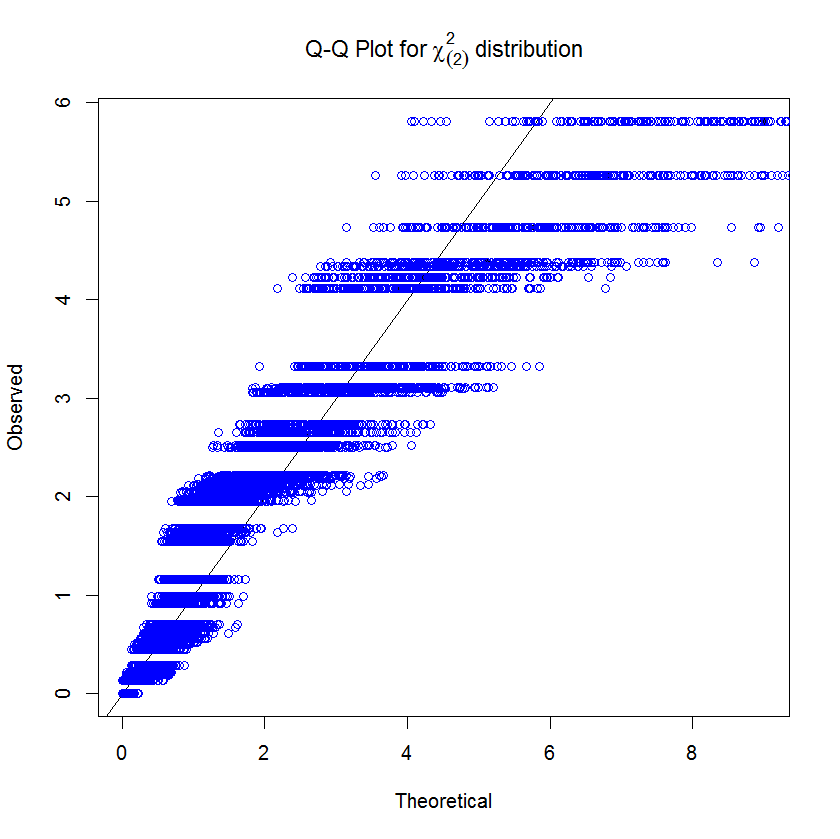 Q-Q Plot for χ²₍₂₎ distribution
6
5
4
3
2
1
0
Observed
0 2 4 6 8
Theoretical